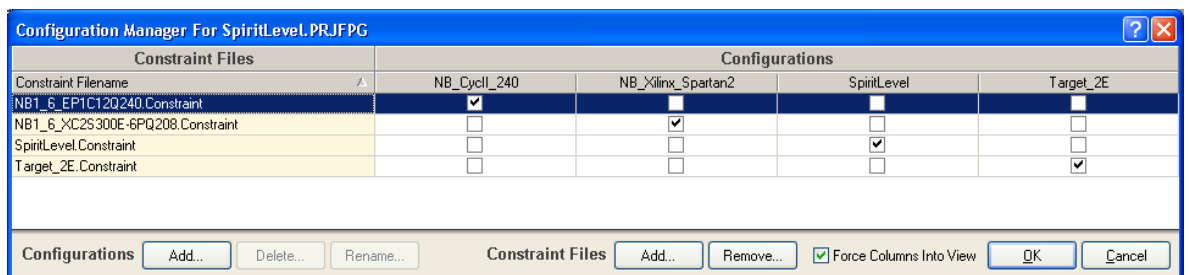 Configuration Manager For SpiritLevel.PRJFPG
Constraint Files Configurations
Constraint Filename NB_CycII_240 NB_Xilinx_Spartan2 SpiritLevel Target_2E
NB1_6_EP1C12Q240.Constraint
NB1_6_XC2S300E-6PQ208.Constraint
SpiritLevel.Constraint
Target_2E.Constraint
Configurations Add... Delete... Rename... Constraint Files Add... Remove... Force Columns Into View OK Cancel